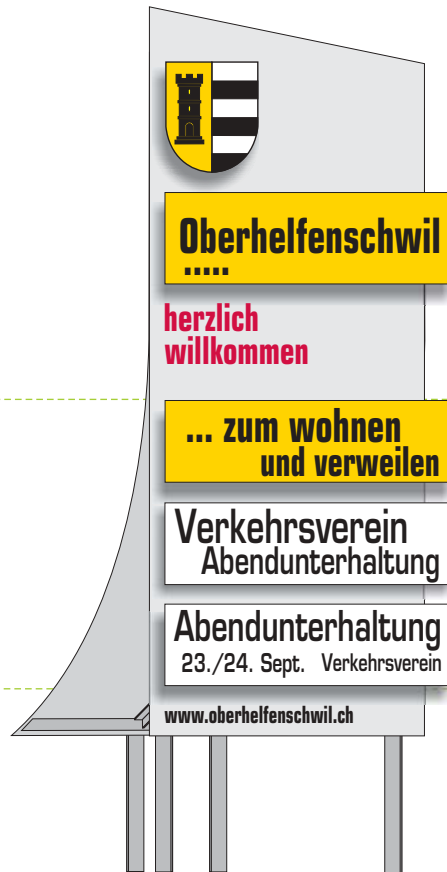 Oberhelfenschwil
.....
herzlich
willkommen
... zum wohnen
und verweilen
Verkehrsverein
Abendunterhaltung
Abendunterhaltung
23./24. Sept. Verkehrsverein
www.oberhelfenschwil.ch